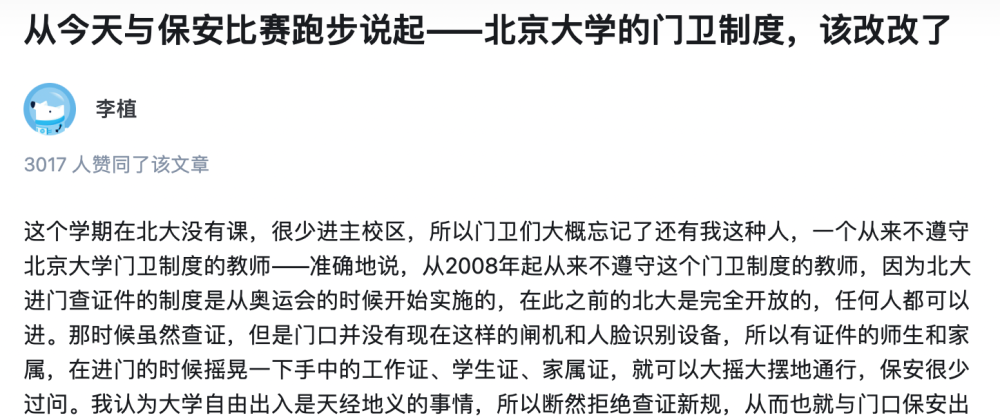 从今天与保安比赛跑步说起——北京大学的门卫制度，该改改了
李植
3017 人赞同了该文章
这个学期在北大没有课，很少进主校区，所以门卫们大概忘记了还有我这种人，一个从来不遵守
北京大学门卫制度的教师——准确地说，从2008年起从来不遵守这个门卫制度的教师，因为北大
进门查证件的制度是从奥运会的时候开始实施的，在此之前的北大是完全开放的，任何人都可以
进。那时候虽然查证，但是门口并没有现在这样的闸机和人脸识别设备，所以有证件的师生和家
属，在进门的时候摇晃一下手中的工作证、学生证、家属证，就可以大摇大摆地通行，保安很少
过问。我认为大学自由出入是天经地义的事情，所以断然拒绝查证新规，从而也就与门口保安出